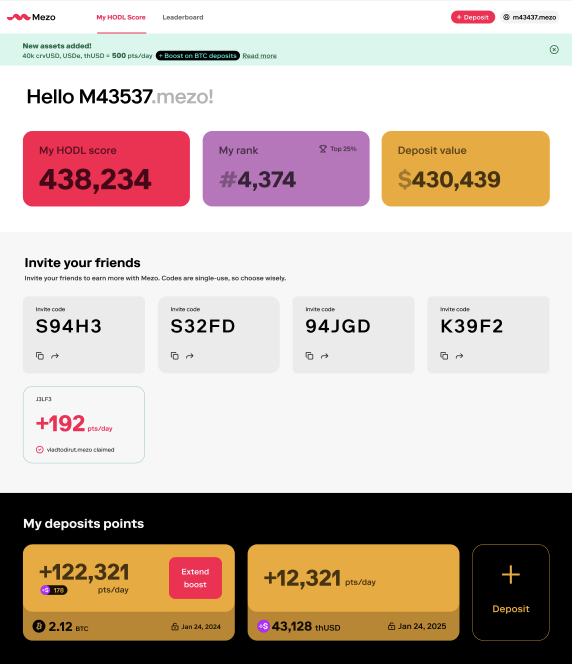 Mezo
My HODL Score
Leaderboard
+ Deposit
m43437.mezo
New assets added!
40k crvUSD, USDe, thUSD = 500 pts/day + Boost on BTC deposits Read more
Hello M43537.mezo!
My HODL score
438,234
My rank
Top 25%
#4,374
Deposit value
$430,439
Invite your friends
Invite your friends to earn more with Mezo. Codes are single-use, so choose wisely.
Invite code
S94H3
Invite code
S32FD
Invite code
94JGD
Invite code
K39F2
J3LF3
+192 pts/day
vladtodirut.mezo claimed
My deposits points
+122,321
178
pts/day
Extend
boost
2.12 BTC
Jan 24, 2024
+12,321 pts/day
43,128 thUSD
Jan 24, 2025
Deposit